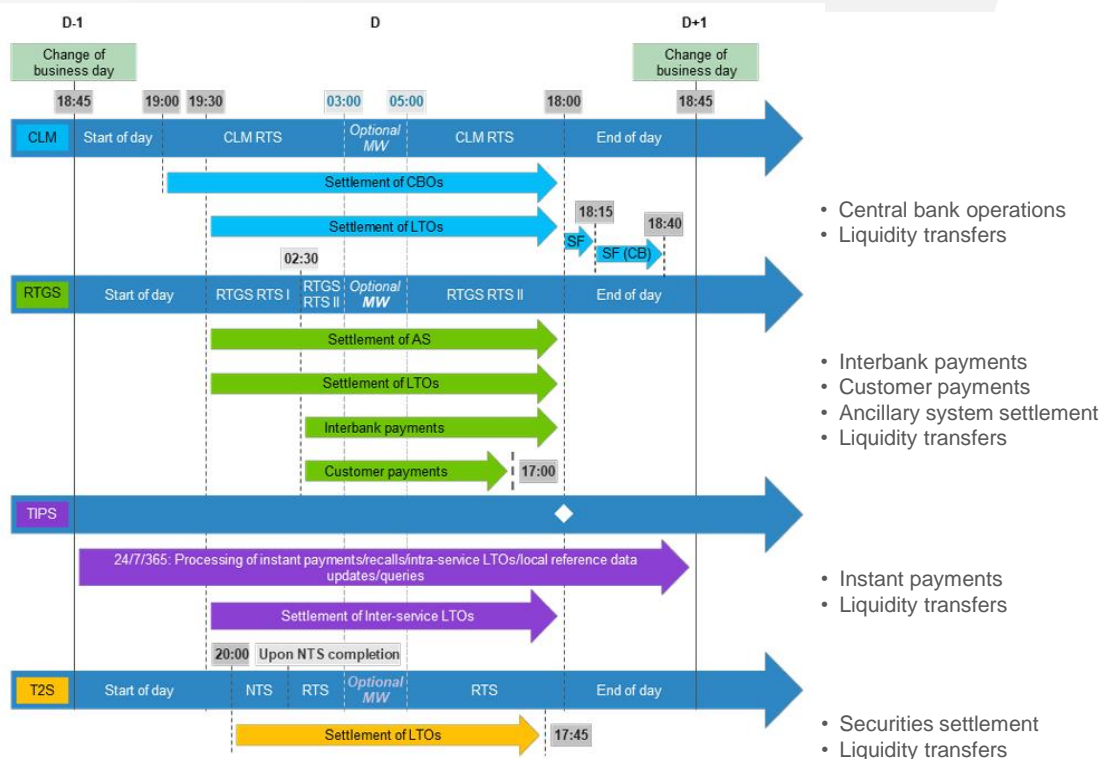 D-1
D
D+1
Change of
business day
Change of
business day
18:45
19:00
19:30
03:00
05:00
18:00
18:45
CLM
Start of day
CLM RTS
Optional
MW
CLM RTS
End of day
Settlement of CBOs
Settlement of LTOs
18:15
SF
18:40
SF (CB)
• Central bank operations
• Liquidity transfers
02:30
RTGS
Start of day
RTGS RTS I
RTGS
RTS II
Optional
MW
RTGS RTS II
End of day
Settlement of AS
Settlement of LTOs
Interbank payments
Customer payments
17:00
• Interbank payments
• Customer payments
• Ancillary system settlement
• Liquidity transfers
TIPS
24/7/365: Processing of instant payments/recalls/intra-service LTOs/local reference data
updates/queries
Settlement of Inter-service LTOs
• Instant payments
• Liquidity transfers
20:00
Upon NTS completion
T2S
Start of day
NTS
RTS
Optional
MW
RTS
End of day
Settlement of LTOs
17:45
• Securities settlement
• Liquidity transfers